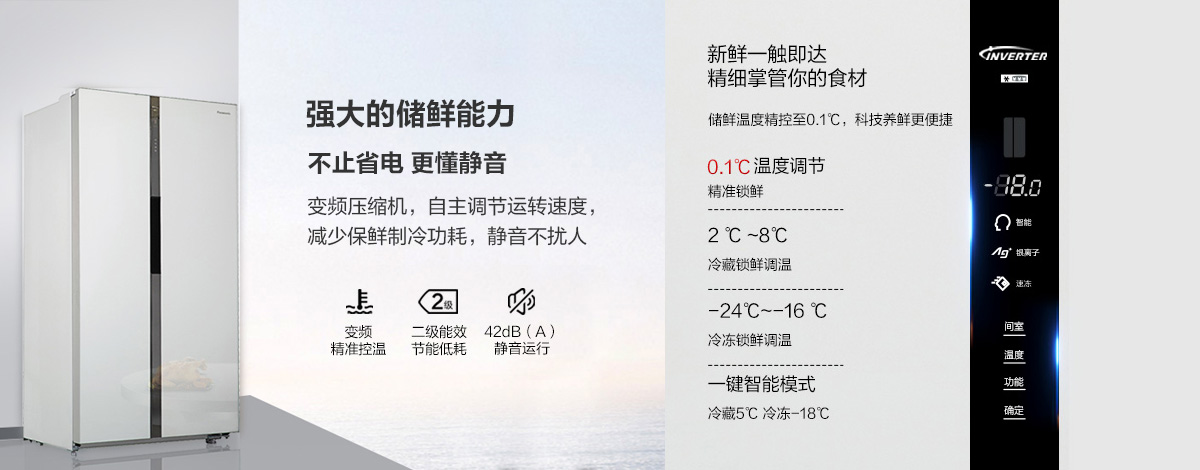 强大的储鲜能力
不止省电 更懂静音
变频压缩机，自主调节运转速度，
减少保鲜制冷功耗，静音不扰人
2级
变频
精准控温
二级能效
节能低耗
42dB（A）
静音运行
新鲜一触即达
精细掌管你的食材
储鲜温度精控至0.1℃，科技养鲜更便捷
0.1℃温度调节
精准锁鲜
2 ℃ ~8℃
冷藏锁鲜调温
-24℃~-16 ℃
冷冻锁鲜调温
一键智能模式
冷藏5℃ 冷冻-18℃
INVERTER
-18.0
智能
Ag+ 银离子
速冻
间室
温度
功能
确定